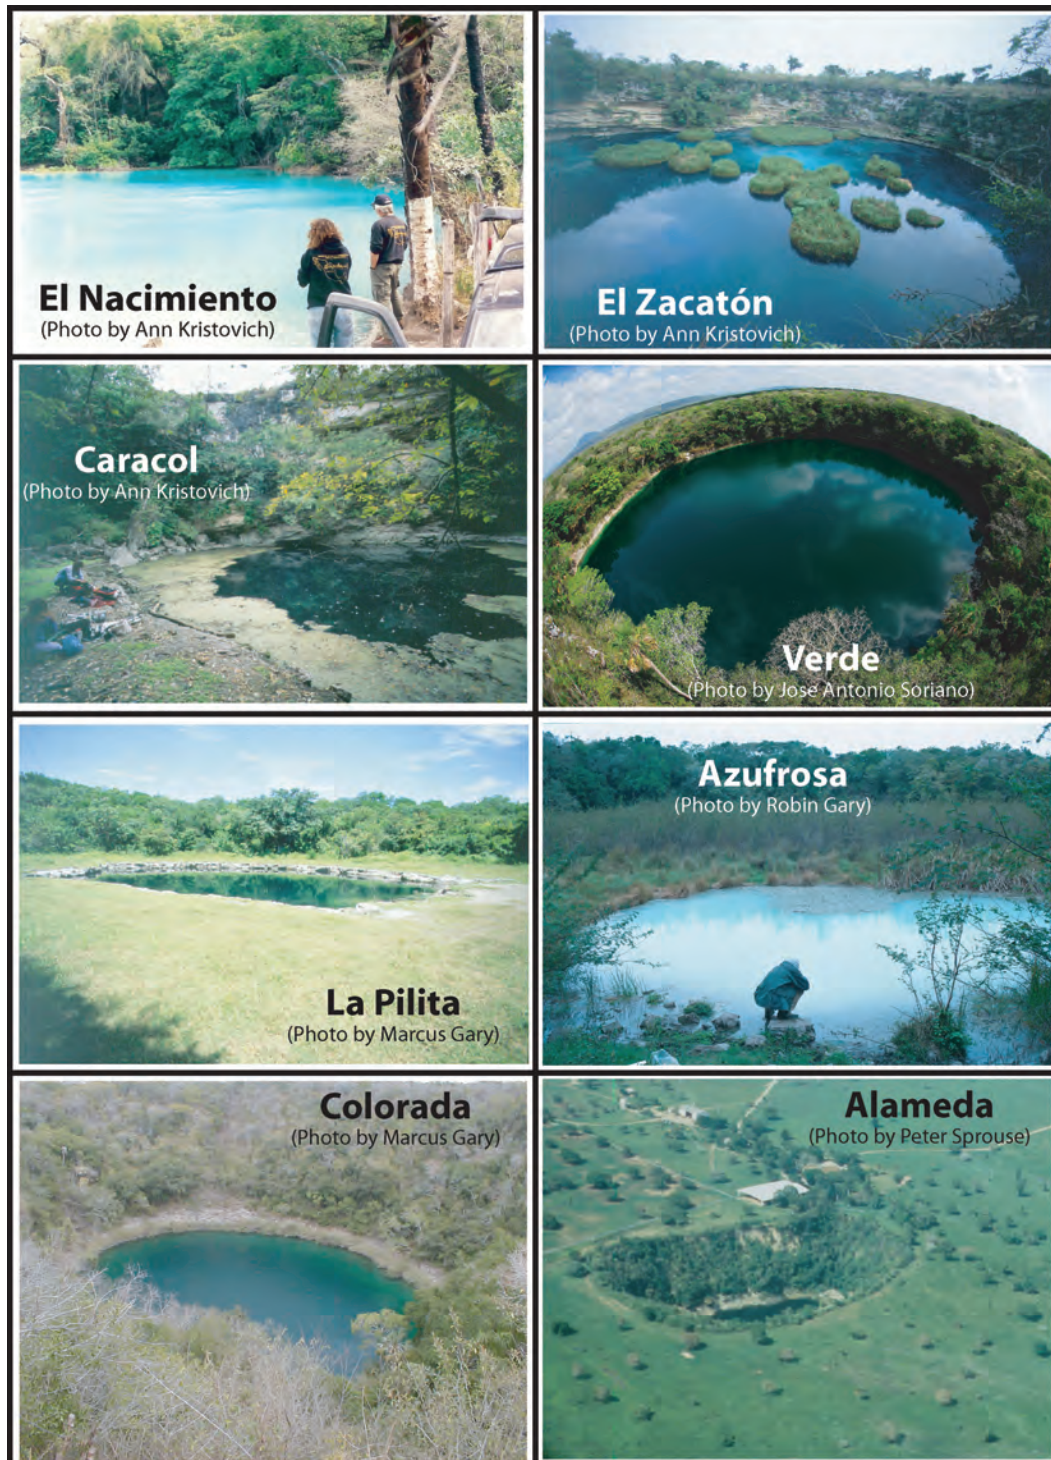 El Nacimiento
(Photo by Ann Kristovich)
El Zacatón
(Photo by Ann Kristovich)
Caracol
(Photo by Ann Kristovich)
Verde
(Photo by Jose Antonio Soriano)
La Pilita
(Photo by Marcus Gary)
Azufrosa
(Photo by Robin Gary)
Colorada
(Photo by Marcus Gary)
Alameda
(Photo by Peter Sprouse)